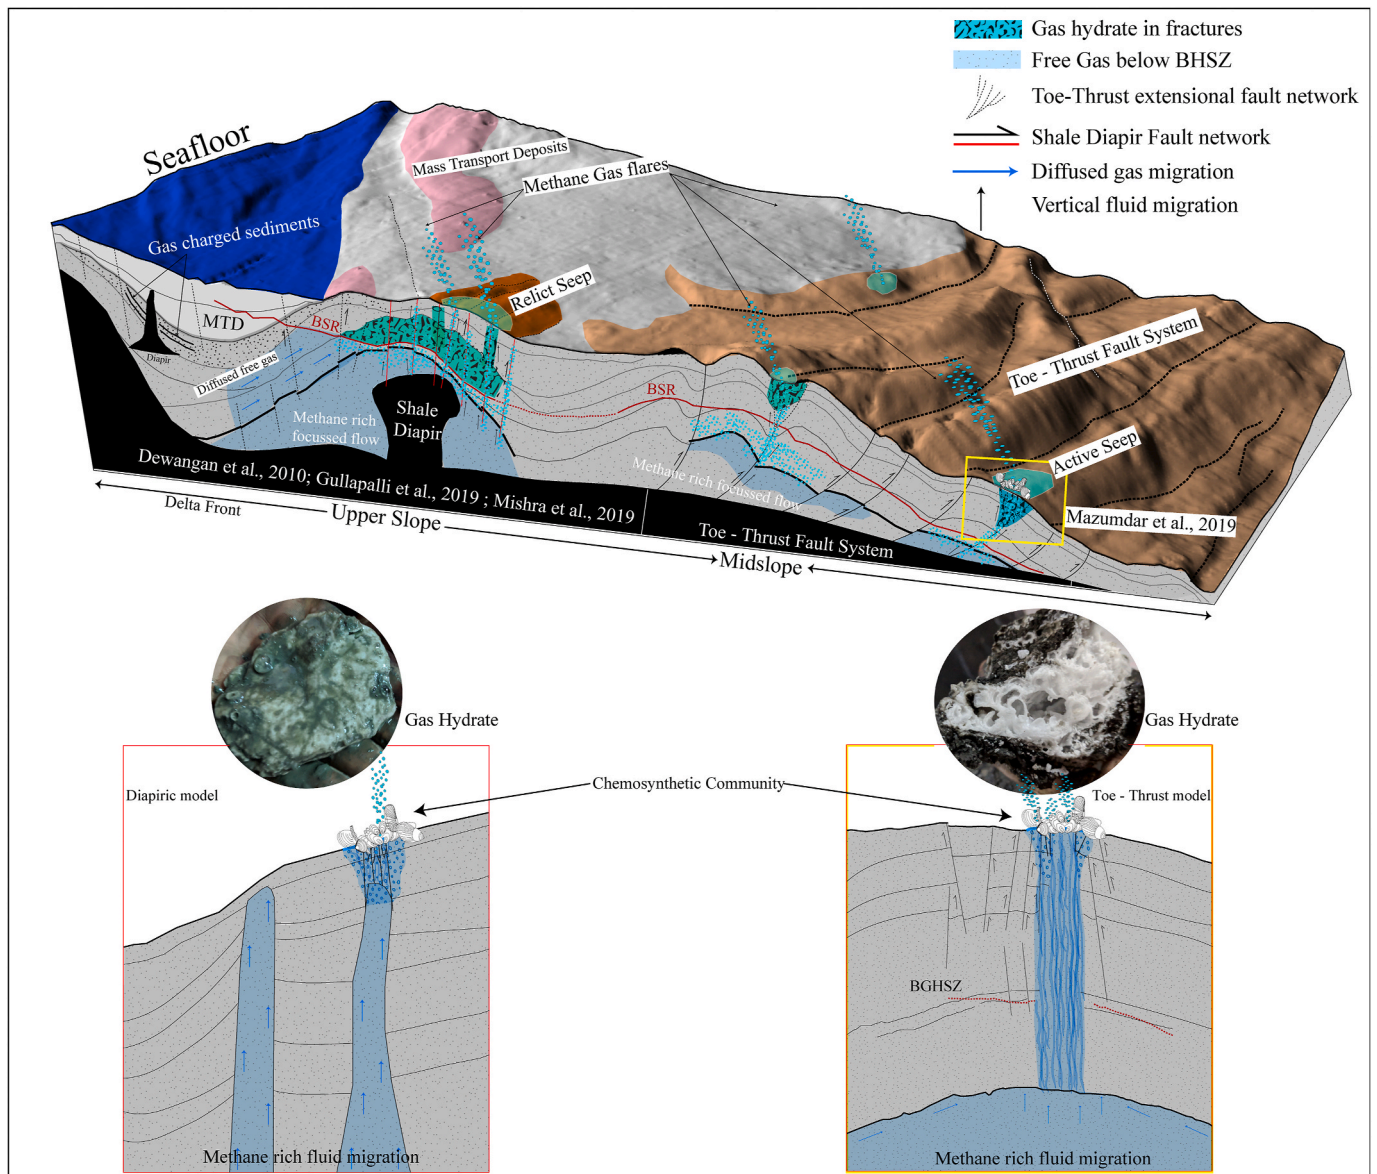 Gas hydrate in fractures
Free Gas below BHSZ
Toe-Thrust extensional fault network
Shale Diapir Fault network
Diffused gas migration
Vertical fluid migration
Seafloor
Mass Transport Deposits
Methane Gas flares
Gas charged sediments
Relict Seep
MTD
BSR
Diapir
Diffused free gas
Toe - Thrust Fault System
BSR
Shale
Diapir
Methane rich
focussed flow
Methane rich focussed flow
Active Seep
Mazumdar et al., 2019
Dewangan et al., 2010; Gullapalli et al., 2019 ; Mishra et al., 2019
Toe - Thrust Fault System
Delta Front
Upper Slope
Midslope
Gas Hydrate
Gas Hydrate
Diapiric model
Chemosynthetic Community
Toe - Thrust model
BGHSZ
Methane rich fluid migration
Methane rich fluid migration